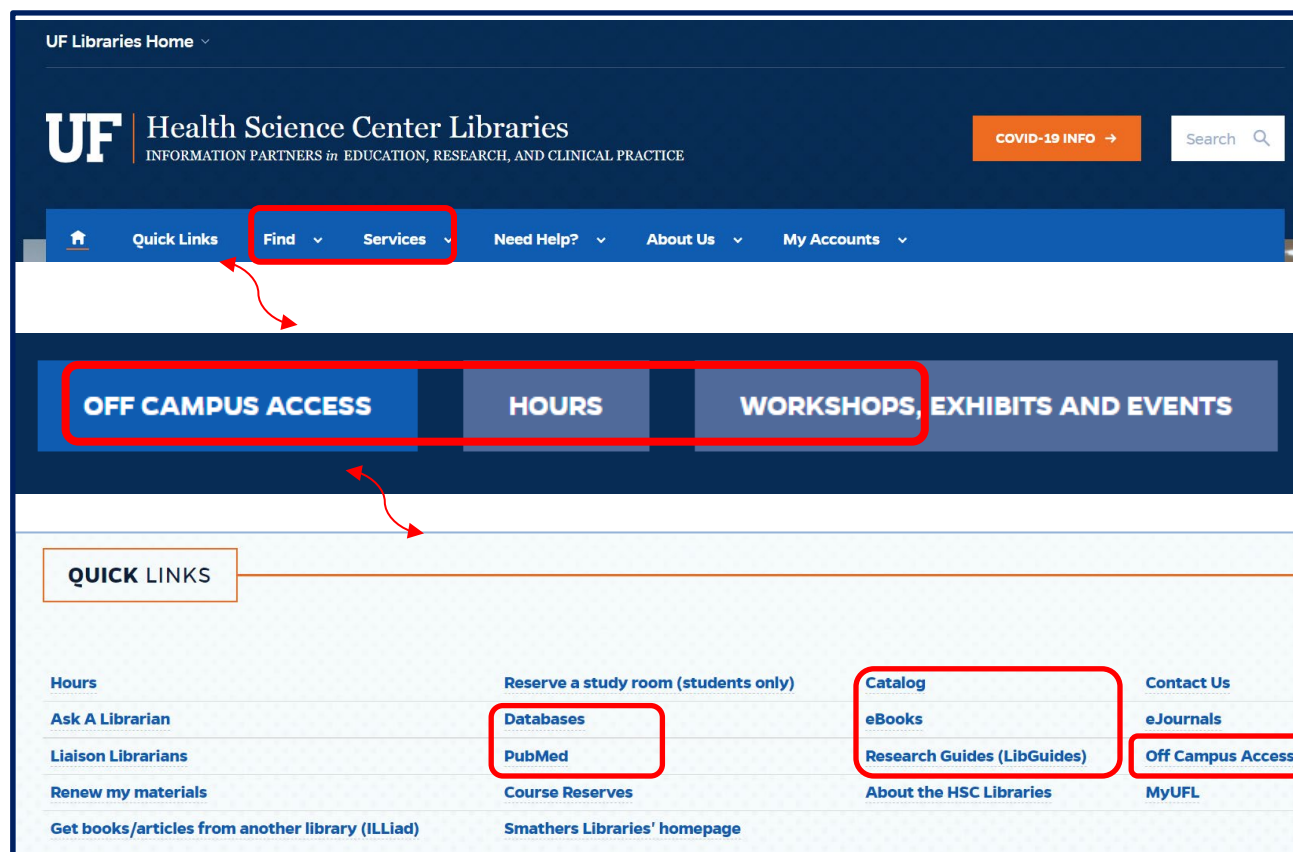 UF Libraries Home
UF Health Science Center Libraries
INFORMATION PARTNERS in EDUCATION, RESEARCH, AND CLINICAL PRACTICE
COVID-19 INFO →
Search
Quick Links Find Services Need Help? About Us My Accounts
OFF CAMPUS ACCESS HOURS WORKSHOPS, EXHIBITS AND EVENTS
QUICK LINKS
Hours Reserve a study room (students only) Catalog Contact Us
Ask A Librarian Databases eBooks eJournals
Liaison Librarians PubMed Research Guides (LibGuides) Off Campus Access
Renew my materials Course Reserves About the HSC Libraries MyUFL
Get books/articles from another library (ILLiad) Smathers Libraries' homepage